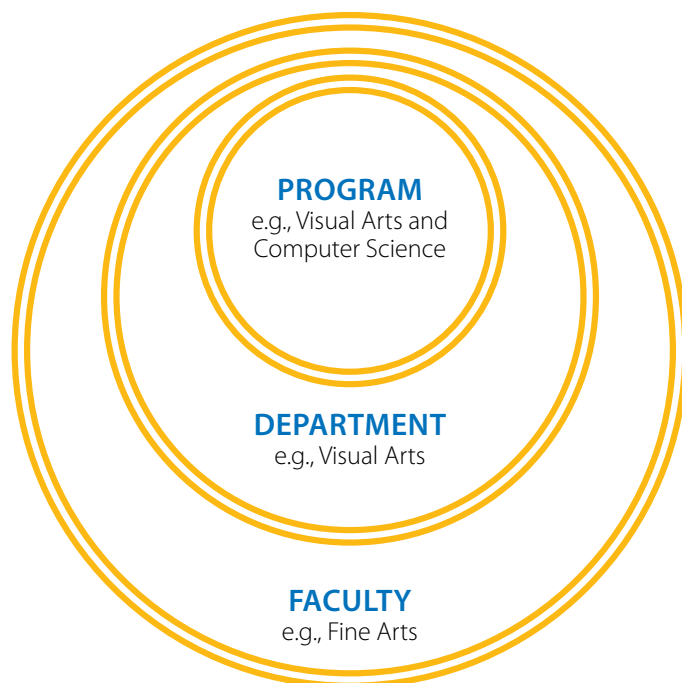 PROGRAM
e.g., Visual Arts and
Computer Science
DEPARTMENT
e.g., Visual Arts
FACULTY
e.g., Fine Arts